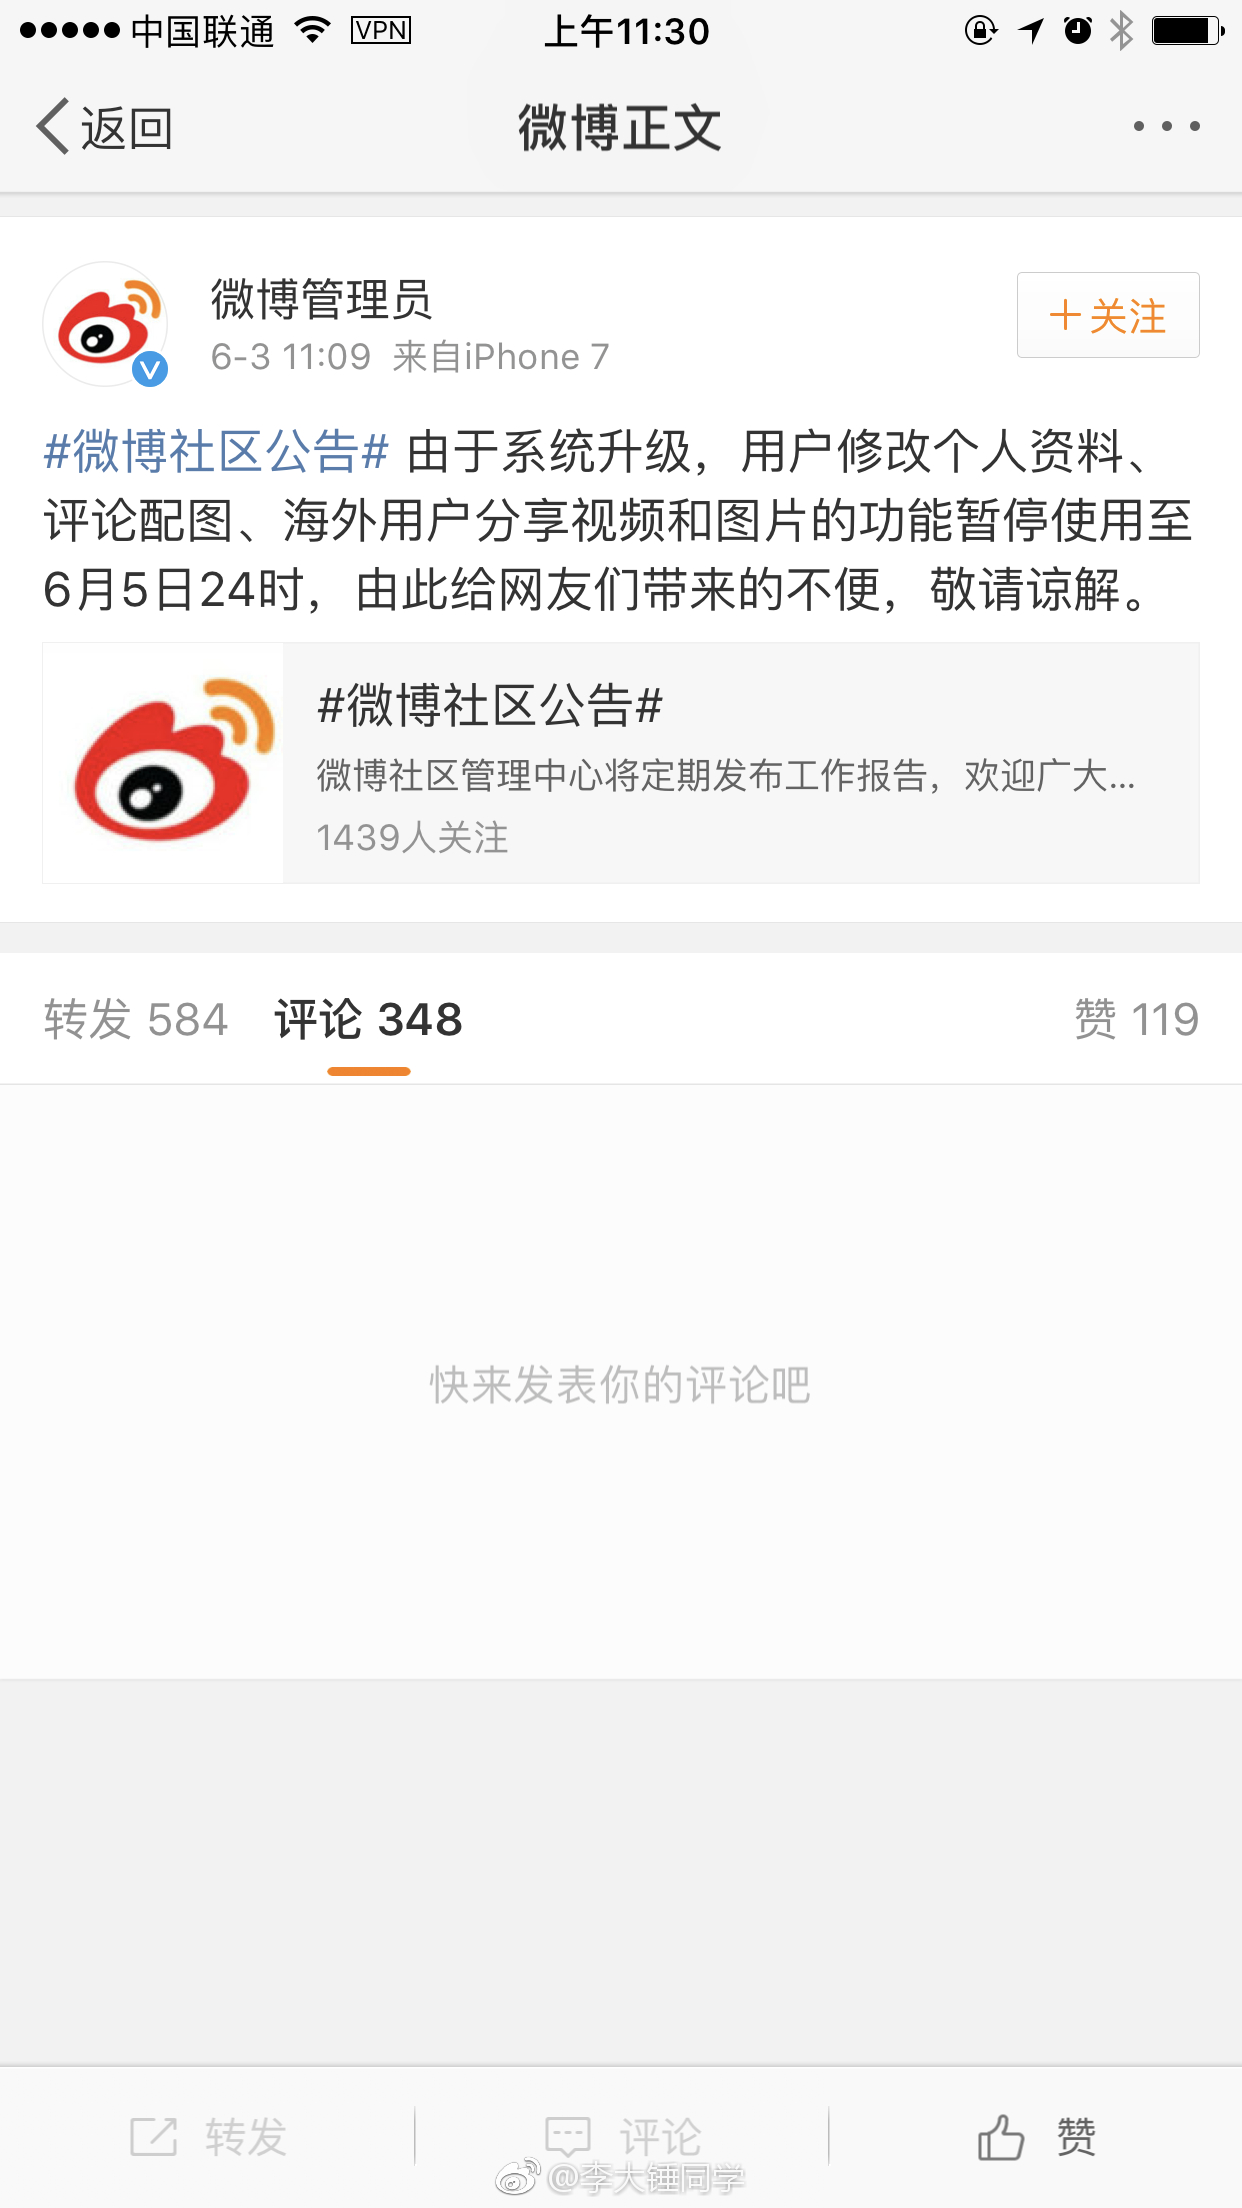 中国联通 VPN 上午11:30
返回 微博正文
微博管理员
+关注
6-3 11:09 来自iPhone 7
#微博社区公告# 由于系统升级，用户修改个人资料、
评论配图、海外用户分享视频和图片的功能暂停使用至
6月5日24时，由此给网友们带来的不便，敬请谅解。
#微博社区公告#
微博社区管理中心将定期发布工作报告，欢迎广大...
1439人关注
转发 584 评论 348 赞 119
快来发表你的评论吧
转发 评论 赞
@李大锤同学